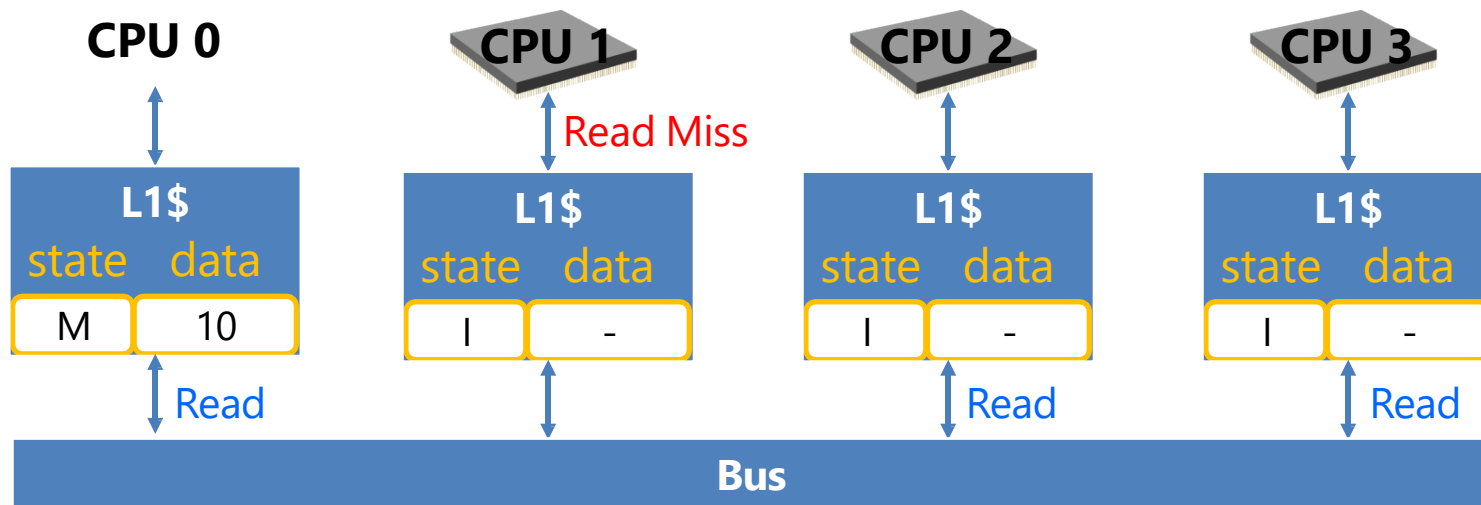 CPU 0 CPU 1 CPU 2 CPU 3
Read Miss
L1$ L1$ L1$ L1$
state data state data state data state data
M 10 I - I - I -
Read Read Read
Bus